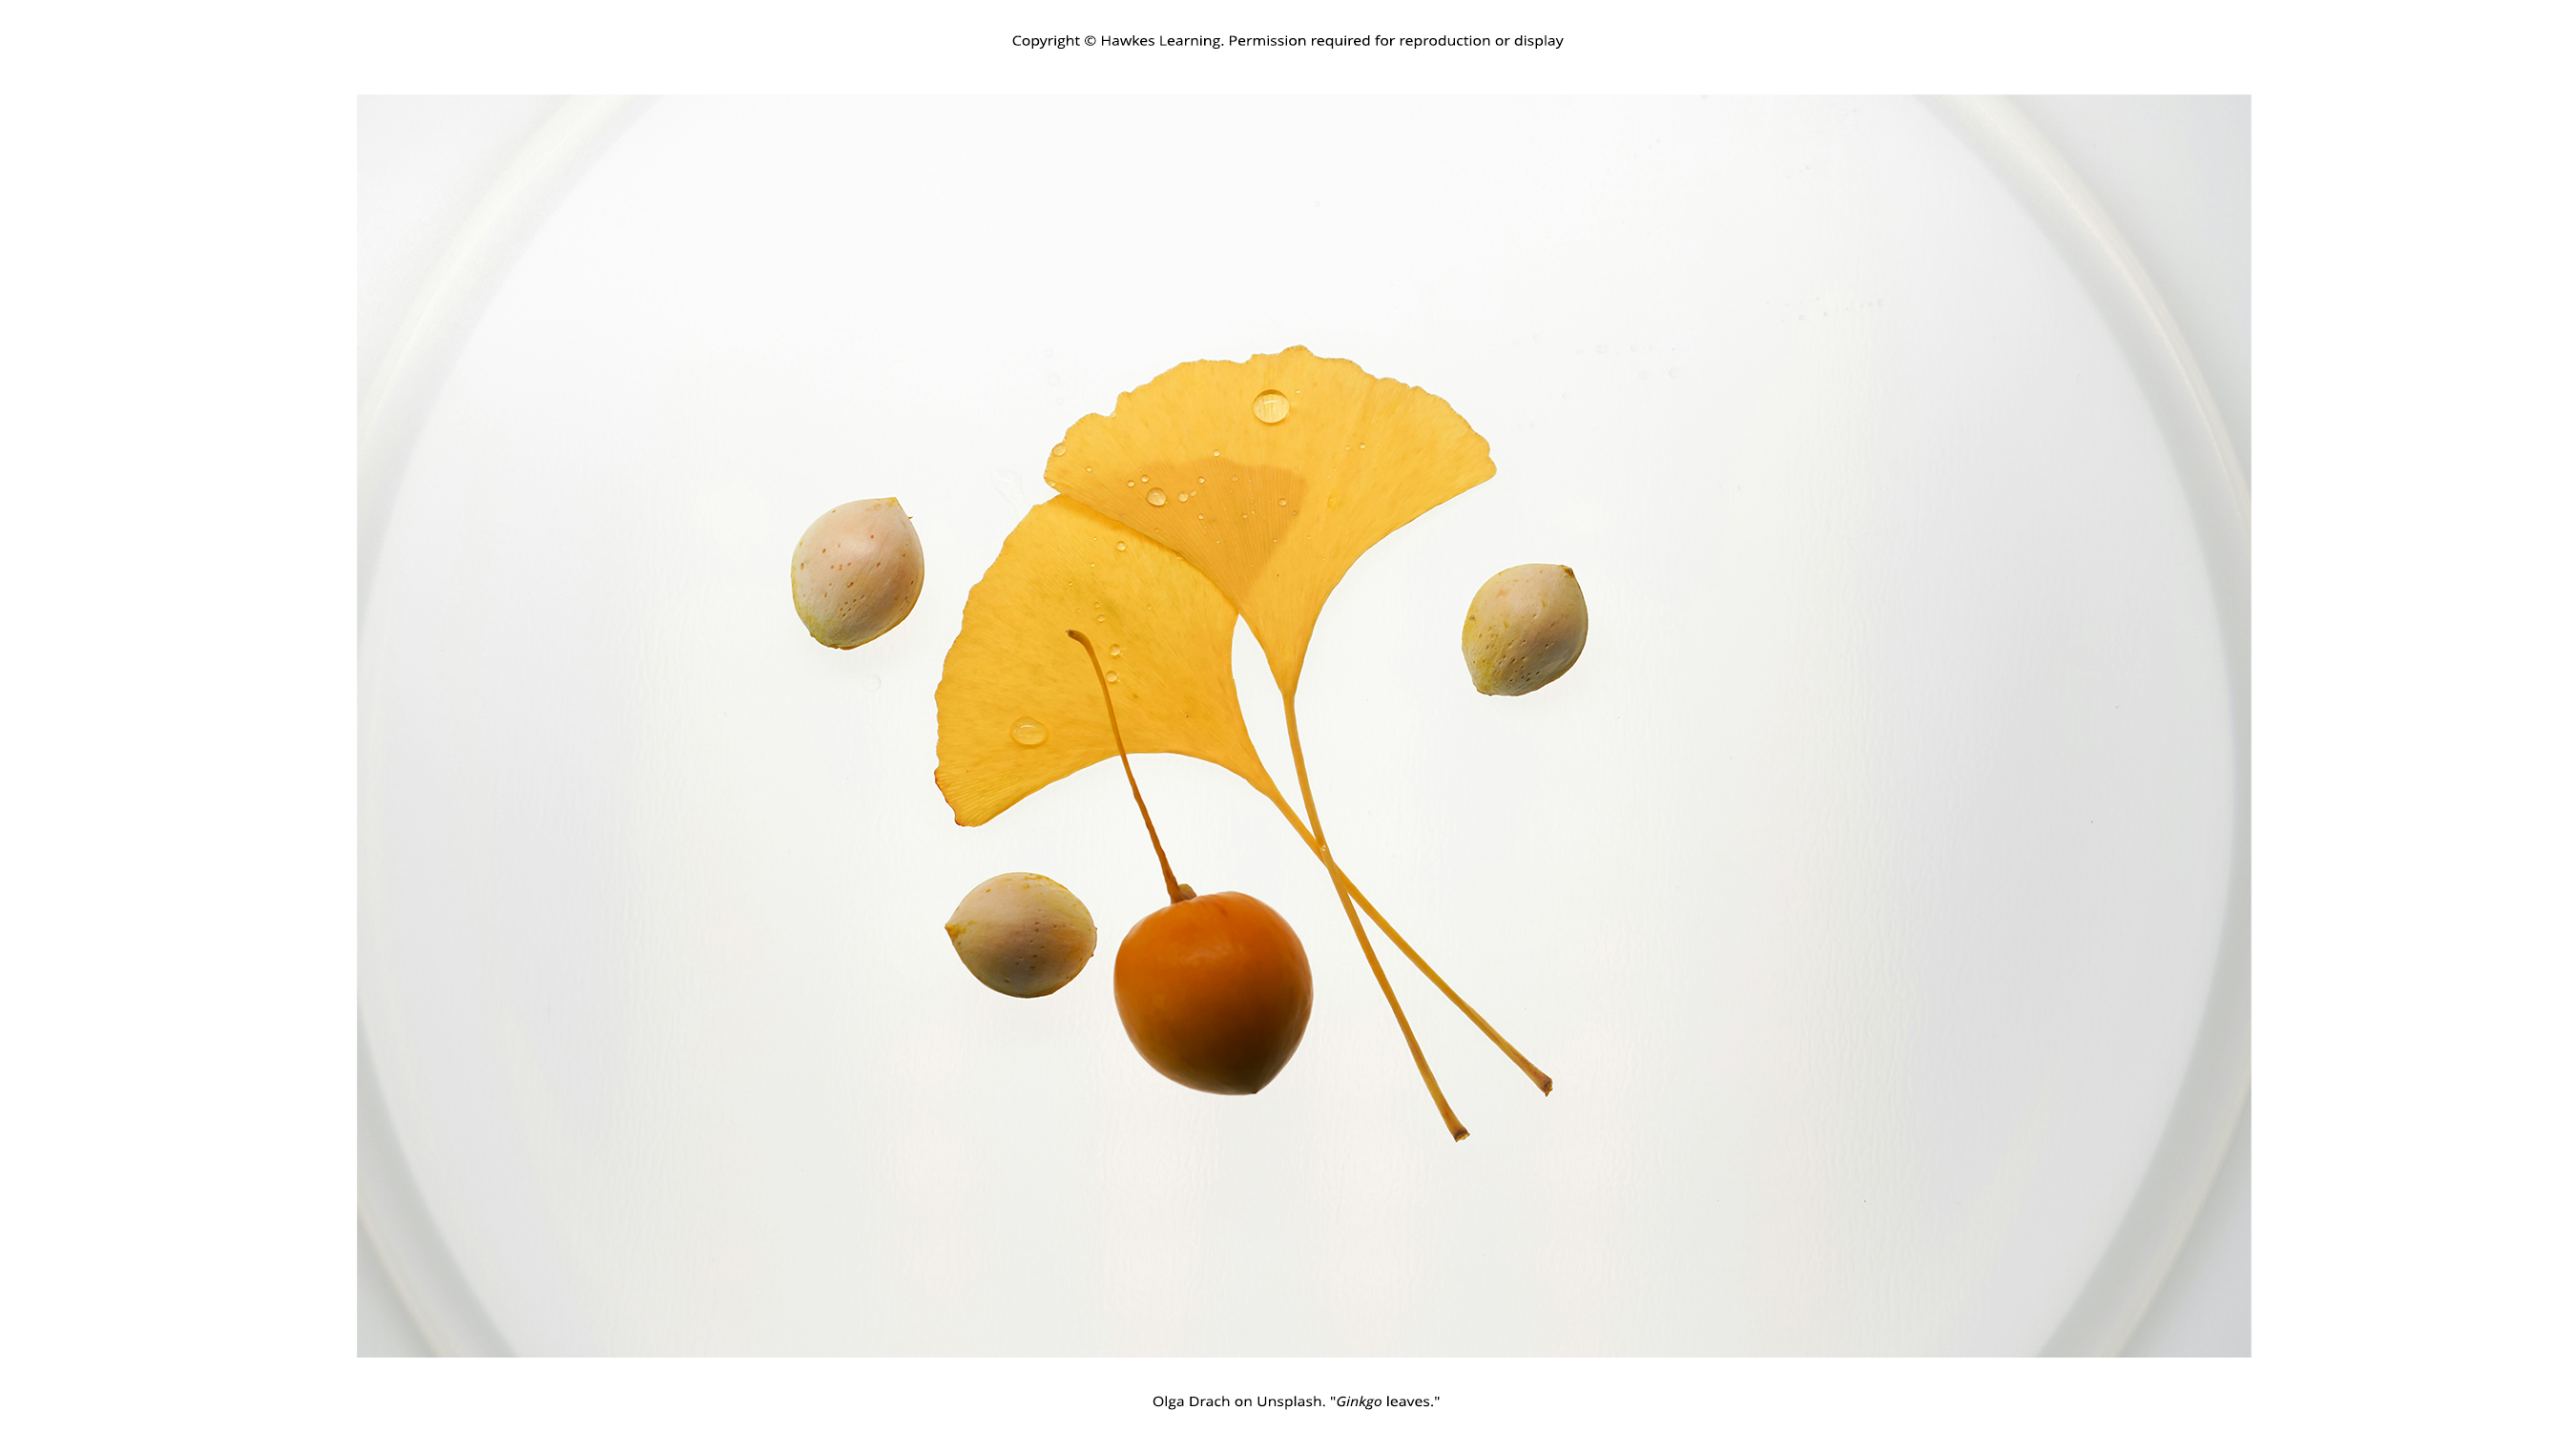 Copyright © Hawkes Learning. Permission required for reproduction or display
Olga Drach on Unsplash. "Ginkgo leaves."